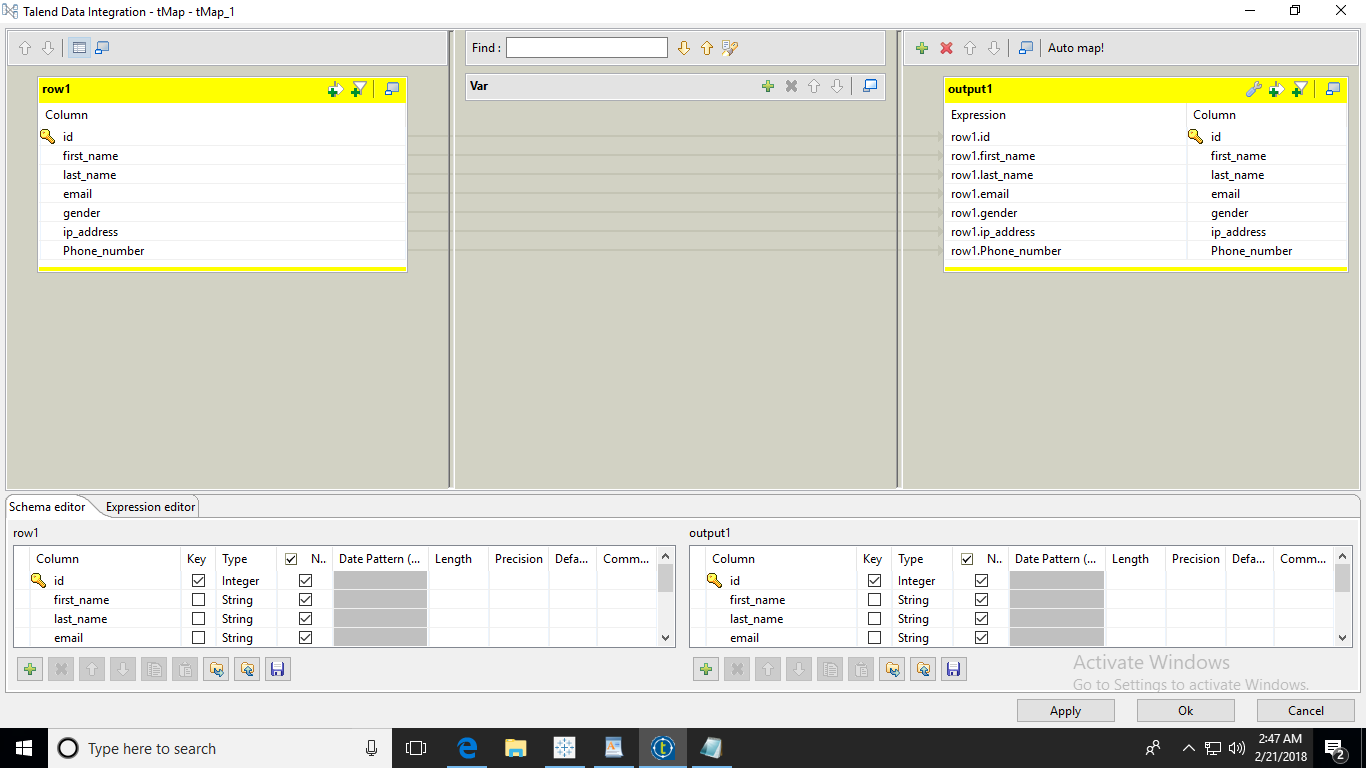 Talend Data Integration - tMap - tMap_1
Find :
Auto map!
row1
Column
id
first_name
last_name
email
gender
ip_address
Phone_number
Var
output1
Expression Column
row1.id id
row1.first_name first_name
row1.last_name last_name
row1.email email
row1.gender gender
row1.ip_address ip_address
row1.Phone_number Phone_number
Schema editor Expression editor
row1
Column Key Type N.. Date Pattern (... Length Precision Defa... Comm...
id Integer
first_name String
last_name String
email String
output1
Column Key Type N.. Date Pattern (... Length Precision Defa... Comm...
id Integer
first_name String
last_name String
email String
Activate Windows
Go to Settings to activate Windows.
Apply Ok Cancel
Type here to search
2:47 AM
2/21/2018
2